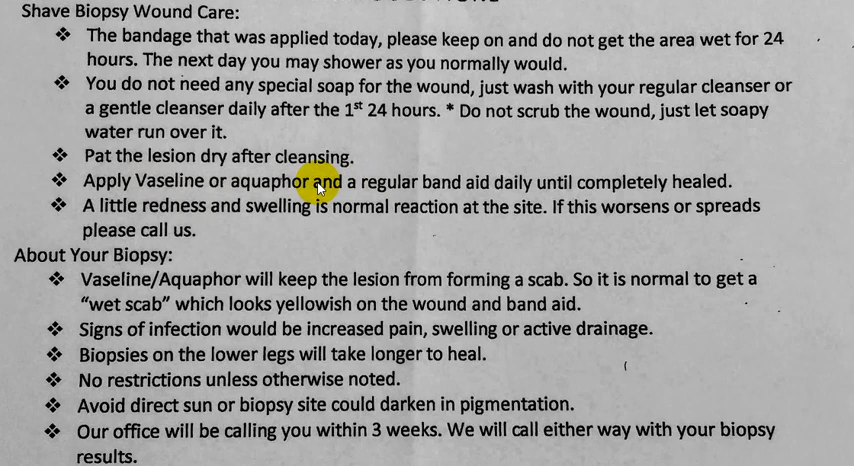 Shave Biopsy Wound Care:
❖ The bandage that was applied today, please keep on and do not get the area wet for 24
hours. The next day you may shower as you normally would.
❖ You do not need any special soap for the wound, just wash with your regular cleanser or
a gentle cleanser daily after the 1st 24 hours. * Do not scrub the wound, just let soapy
water run over it.
❖ Pat the lesion dry after cleansing.
❖ Apply Vaseline or aquaphor and a regular band aid daily until completely healed.
❖ A little redness and swelling is normal reaction at the site. If this worsens or spreads
please call us.
About Your Biopsy:
❖ Vaseline/Aquaphor will keep the lesion from forming a scab. So it is normal to get a
“wet scab” which looks yellowish on the wound and band aid.
❖ Signs of infection would be increased pain, swelling or active drainage.
❖ Biopsies on the lower legs will take longer to heal.
❖ No restrictions unless otherwise noted.
❖ Avoid direct sun or biopsy site could darken in pigmentation.
❖ Our office will be calling you within 3 weeks. We will call either way with your biopsy
results.